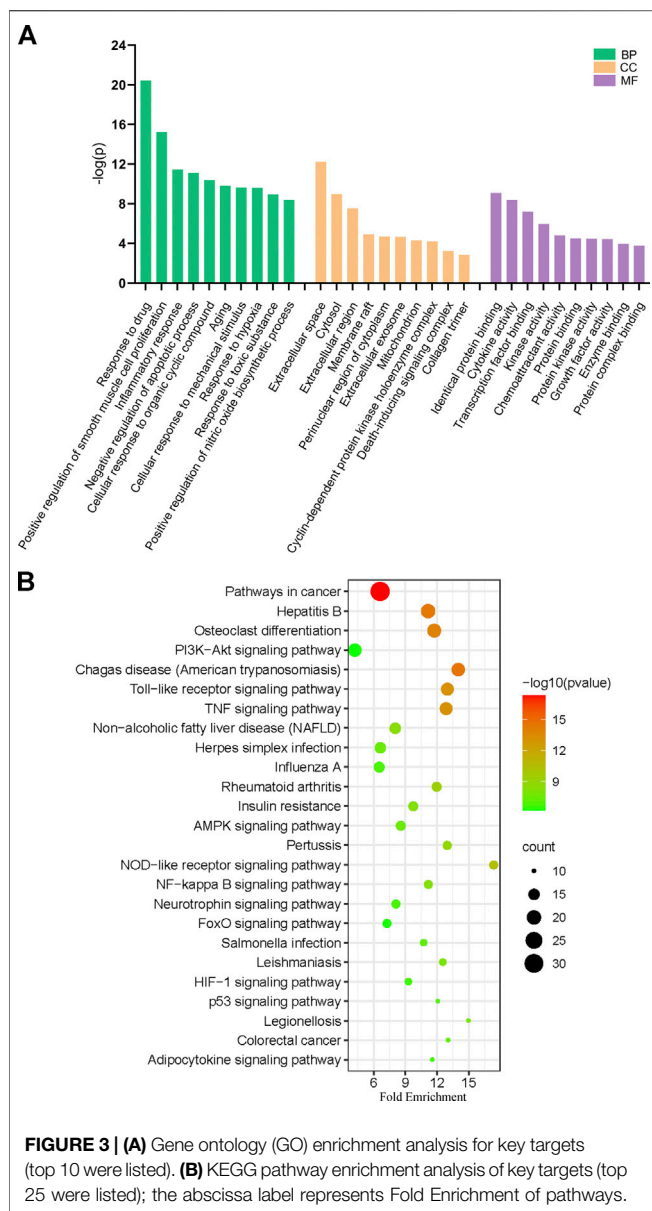 A
24
20
16
12
8
4
0
-log(p)
BP
CC
MF
Response to drug
Positive regulation of smooth muscle cell proliferation
Inflammatory response
Negative regulation of apoptotic process
Cellular response to organic cyclic compound
Aging
Cellular response to mechanical stimulus
Response to hypoxia
Response to toxic substance
Positive regulation of nitric oxide biosynthetic process
Extracellular space
Cytosol
Extracellular region
Membrane raft
Perinuclear region of cytoplasm
Extracellular exosome
Mitochondrion
Cyclin-dependent protein kinase holoenzyme complex
Death-inducing signaling complex
Collagen trimer
Identical protein binding
Cytokine activity
Transcription factor binding
Kinase activity
Chemoattractant activity
Protein binding
Protein kinase activity
Growth factor activity
Enzyme binding
Protein complex binding
B
Pathways in cancer
Hepatitis B
Osteoclast differentiation
PI3K-Akt signaling pathway
Chagas disease (American trypanosomiasis)
Toll-like receptor signaling pathway
TNF signaling pathway
Non-alcoholic fatty liver disease (NAFLD)
Herpes simplex infection
Influenza A
Rheumatoid arthritis
Insulin resistance
AMPK signaling pathway
Pertussis
NOD-like receptor signaling pathway
NF-kappa B signaling pathway
Neurotrophin signaling pathway
FoxO signaling pathway
Salmonella infection
Leishmaniasis
HIF-1 signaling pathway
p53 signaling pathway
Legionellosis
Colorectal cancer
Adipocytokine signaling pathway
6 9 12 15
Fold Emrichment
-log10(pvalue)
15
12
9
count
10
15
20
25
30
FIGURE 3 | (A) Gene ontology (GO) enrichment analysis for key targets
(top 10 were listed). (B) KEGG pathway enrichment analysis of key targets (top
25 were listed); the abscissa label represents Fold Enrichment of pathways.